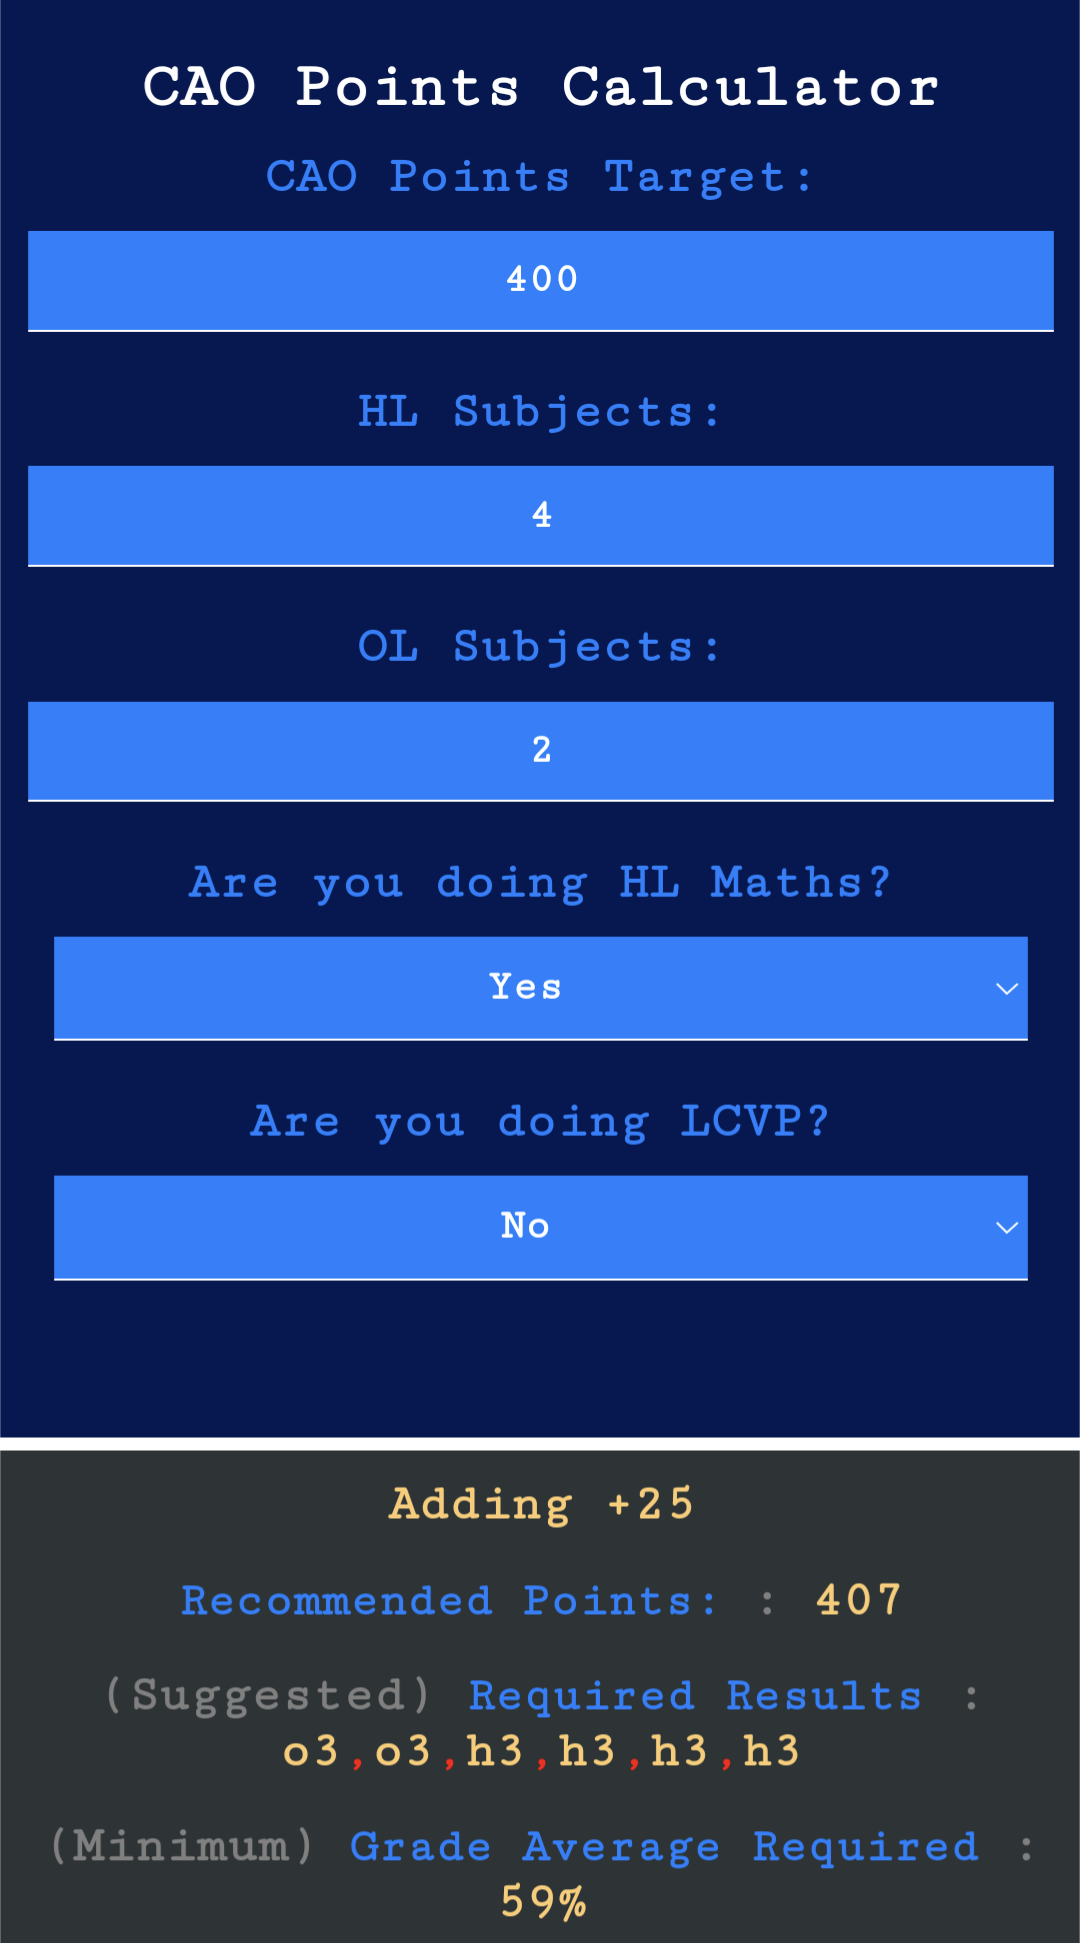 CAO Points Calculator
CAO Points Target:
400
HL Subjects:
4
OL Subjects:
2
Are you doing HL Maths?
Yes
Are you doing LCVP?
No
Adding +25
Recommended Points: : 407
(Suggested) Required Results :
o3,o3,h3,h3,h3,h3
(Minimum) Grade Average Required :
59%